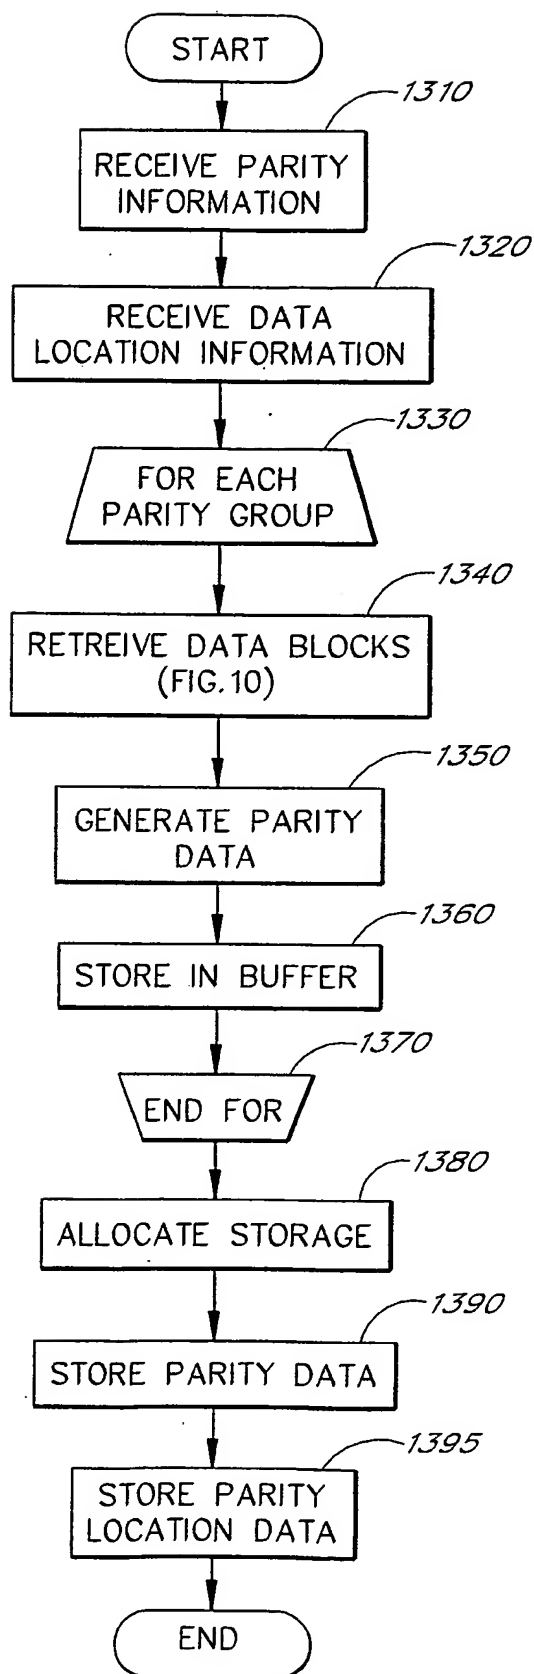 START
1310
RECEIVE PARITY
INFORMATION
1320
RECEIVE DATA
LOCATION INFORMATION
1330
FOR EACH
PARITY GROUP
1340
RETREIVE DATA BLOCKS
(FIG.10)
1350
GENERATE PARITY
DATA
1360
STORE IN BUFFER
1370
END FOR
1380
ALLOCATE STORAGE
1390
STORE PARITY DATA
1395
STORE PARITY
LOCATION DATA
END